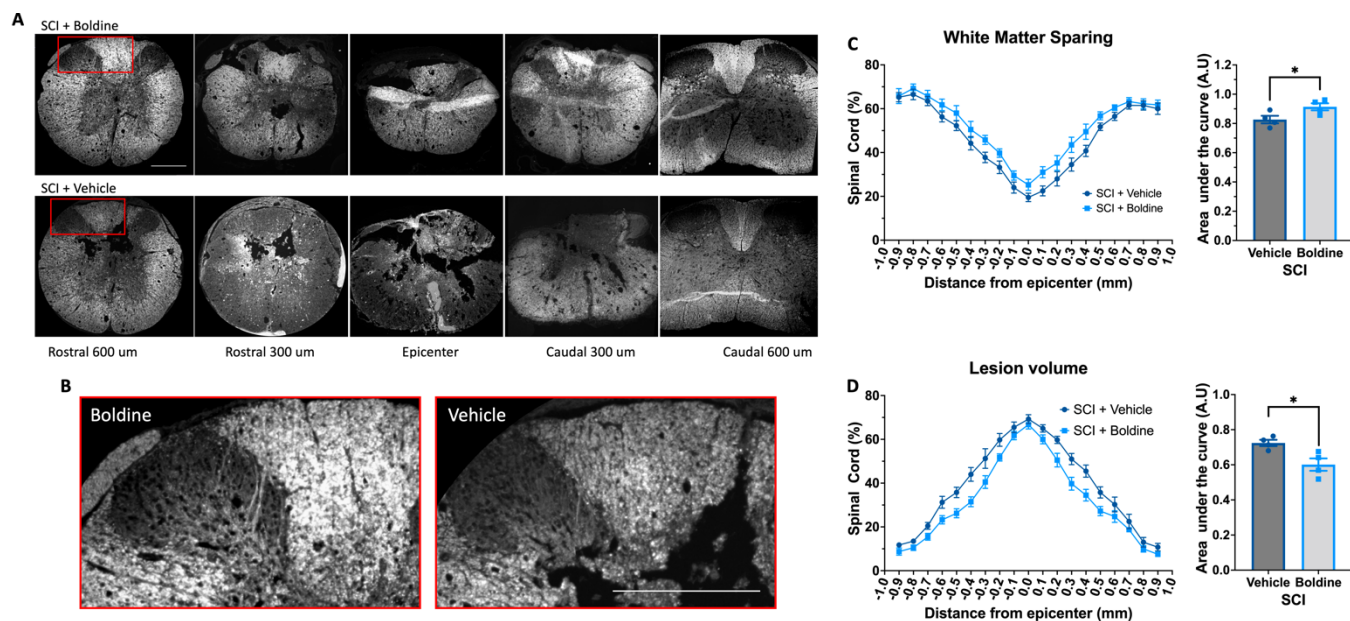 A
SCI + Boldine
SCI + Vehicle
Rostral 600 um
Rostral 300 um
Epicenter
Caudal 300 um
Caudal 600 um
B
Boldine
Vehicle
C
White Matter Sparing
Spinal Cord (%)
80
60
40
20
0
SCI + Vehicle
SCI + Boldine
-1.0 -0.9 -0.8 -0.7 -0.6 -0.5 -0.4 -0.3 -0.2 -0.1 0.0 0.1 0.2 0.3 0.4 0.5 0.6 0.7 0.8 0.9 1.0
Distance from epicenter (mm)
Area under the curve (A.U)
1.0
0.8
0.6
0.4
0.2
0.0
*
Vehicle Boldine
SCI
D
Lesion volume
Spinal Cord (%)
80
60
40
20
0
SCI + Vehicle
SCI + Boldine
-1.0 -0.9 -0.8 -0.7 -0.6 -0.5 -0.4 -0.3 -0.2 -0.1 0.0 0.1 0.2 0.3 0.4 0.5 0.6 0.7 0.8 0.9 1.0
Distance from epicenter (mm)
Area under the curve (A.U)
1.0
0.8
0.6
0.4
0.2
0.0
*
Vehicle Boldine
SCI